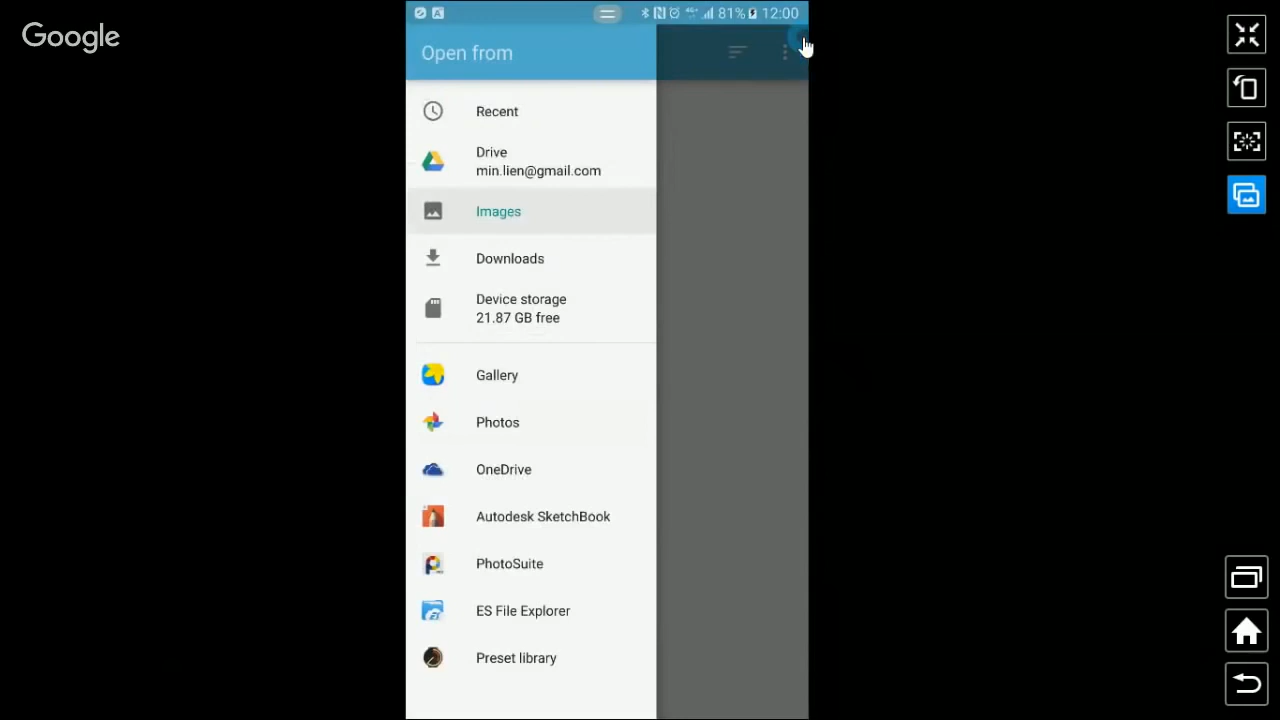 Google
81% 12:00
Open from
Recent
Drive
min.lien@gmail.com
Images
Downloads
Device storage
21.87 GB free
Gallery
Photos
OneDrive
Autodesk SketchBook
PhotoSuite
ES File Explorer
Preset library